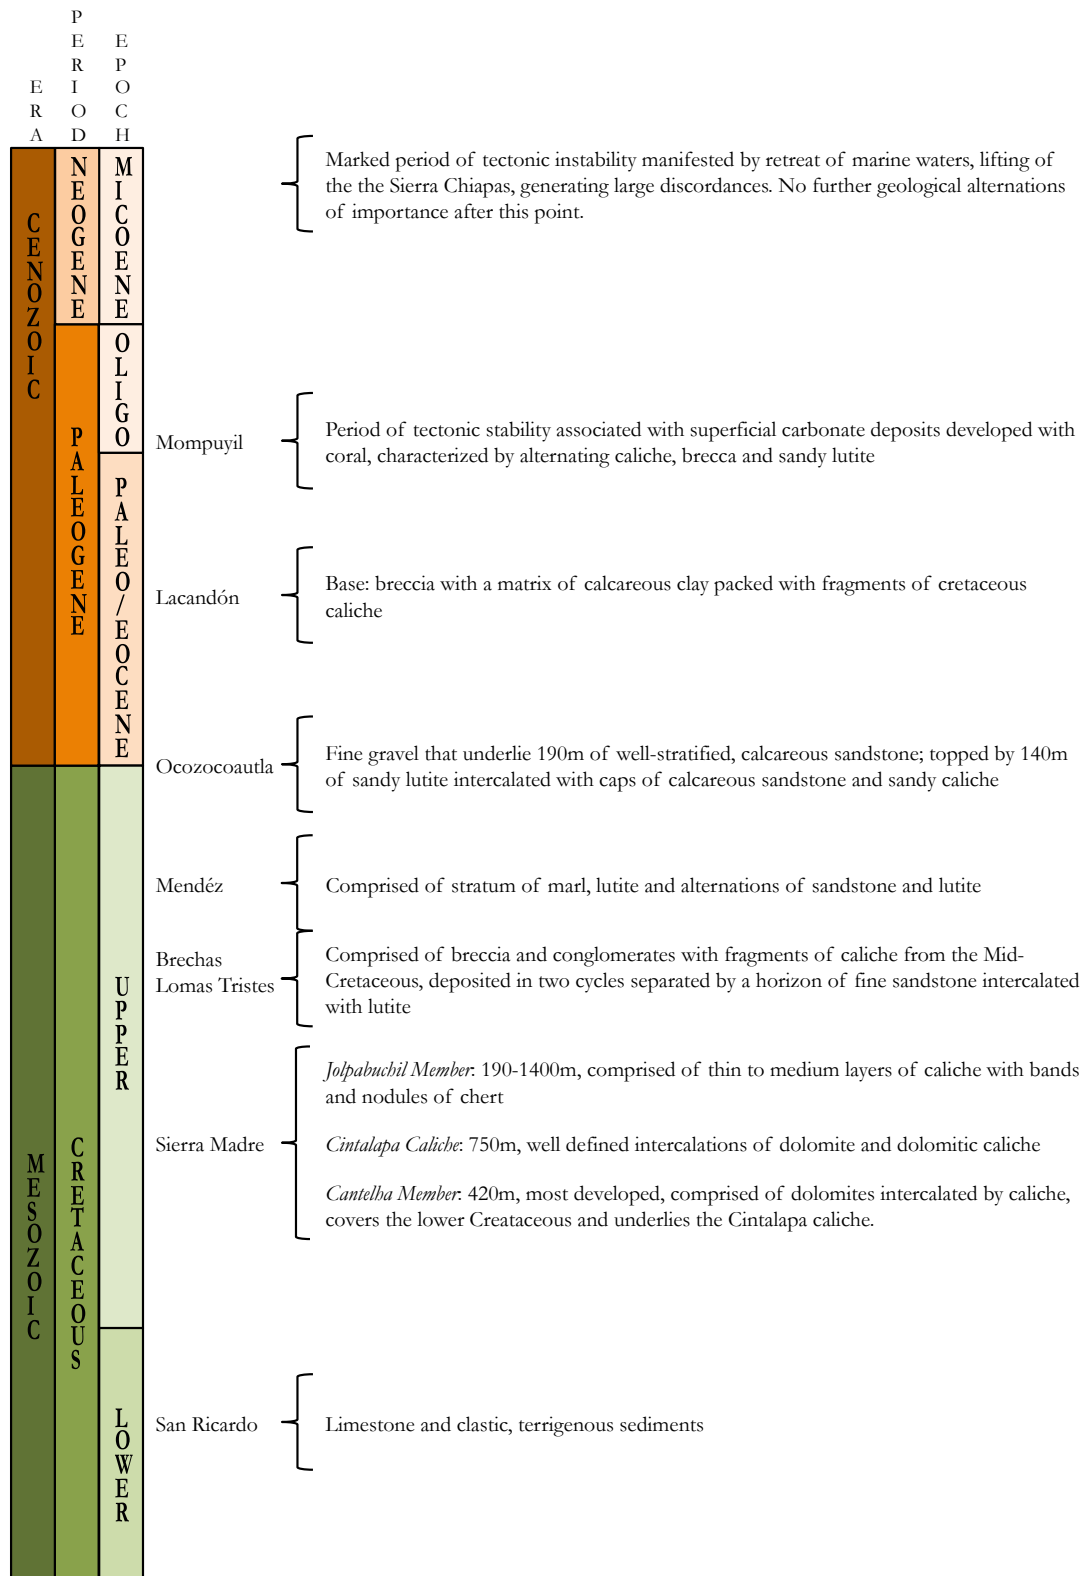 ERA
PERIOD
EPOCH
CENOZOIC
NEOGENE
MICOENE
Marked period of tectonic instability manifested by retreat of marine waters, lifting of
the the Sierra Chiapas, generating large discordances. No further geological alternations
of importance after this point.
PALEOGENE
OLIGO
Mompuyil
Period of tectonic stability associated with superficial carbonate deposits developed with
coral, characterized by alternating caliche, brecca and sandy lutite
PALEO/EOCENE
Lacandón
Base: breccia with a matrix of calcareous clay packed with fragments of cretaceous
caliche
Ocozocoautla
Fine gravel that underlie 190m of well-stratified, calcareous sandstone; topped by 140m
of sandy lutite intercalated with caps of calcareous sandstone and sandy caliche
MESOZOIC
CRETACEOUS
UPPER
Mendéz
Comprised of stratum of marl, lutite and alternations of sandstone and lutite
Brechas
Lomas Tristes
Comprised of breccia and conglomerates with fragments of caliche from the Mid-
Cretaceous, deposited in two cycles separated by a horizon of fine sandstone intercalated
with lutite
Sierra Madre
Jolpabuchil Member: 190-1400m, comprised of thin to medium layers of caliche with bands
and nodules of chert
Cintalapa Caliche: 750m, well defined intercalations of dolomite and dolomitic caliche
Cantelha Member: 420m, most developed, comprised of dolomites intercalated by caliche,
covers the lower Creataceous and underlies the Cintalapa caliche.
LOWER
San Ricardo
Limestone and clastic, terrigenous sediments